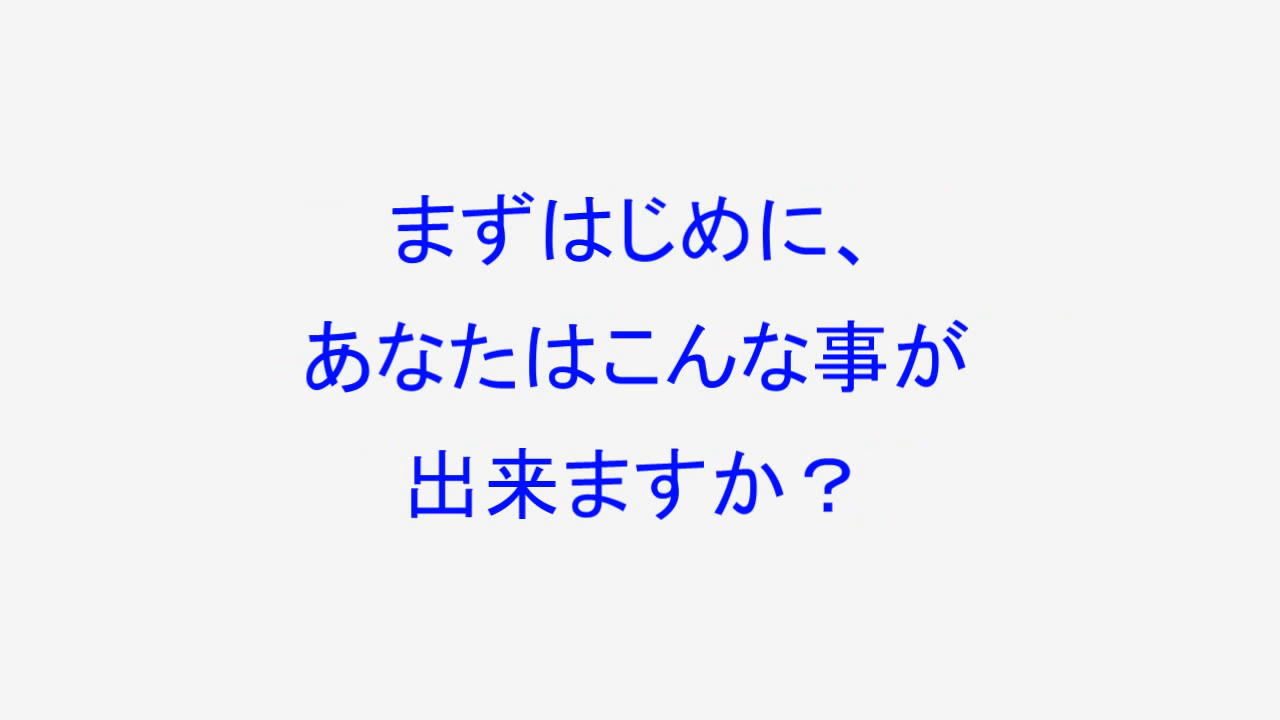 まずはじめに、
あなたはこんな事が
出来ますか？